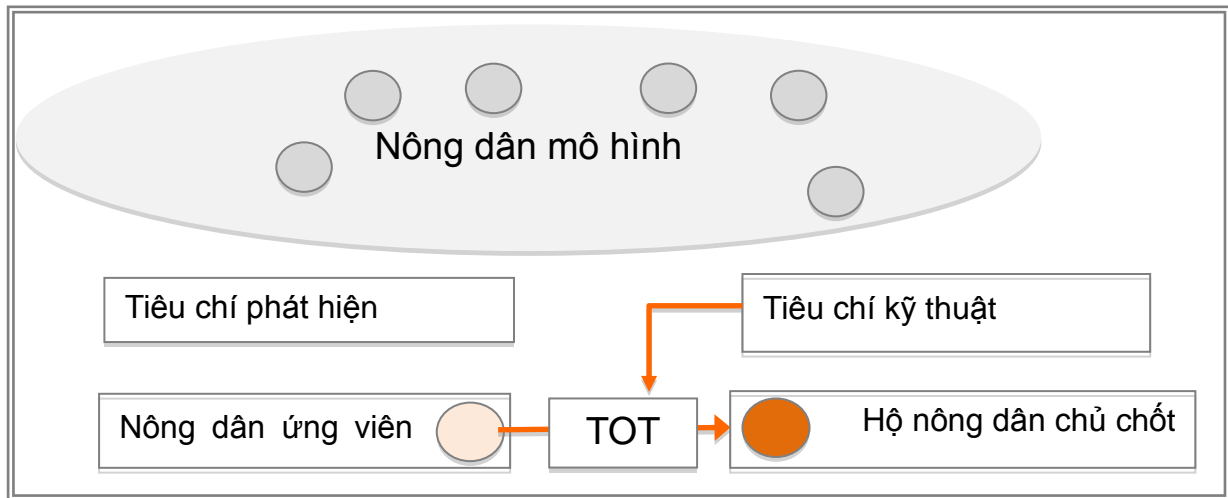 Nông dân mô hình
Tiêu chí phát hiện
Tiêu chí kỹ thuật
Nông dân ứng viên
TOT
Hộ nông dân chủ chốt